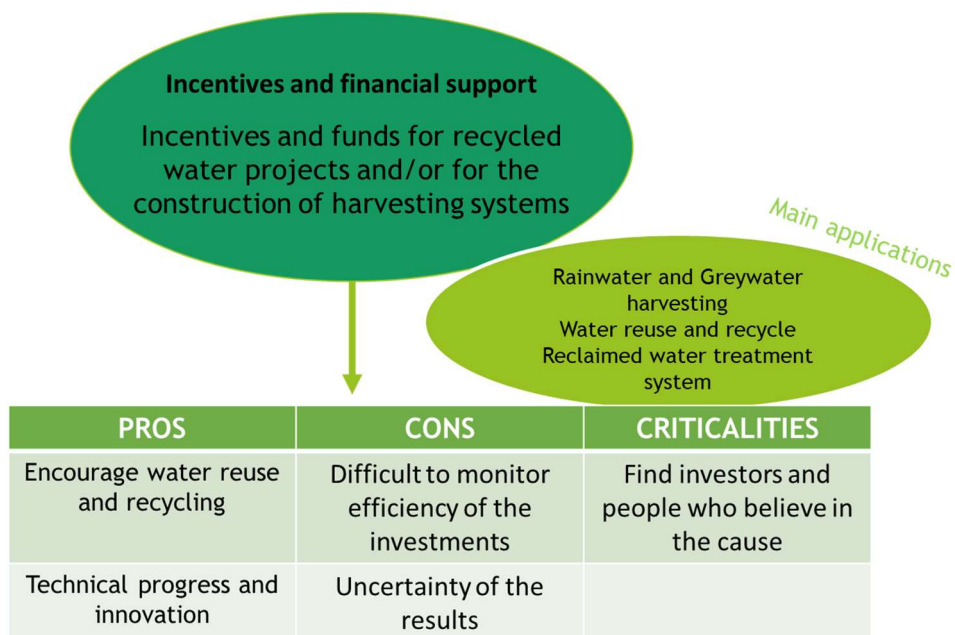 Incentives and financial support
Incentives and funds for recycled
water projects and/or for the
construction of harvesting systems
Main applications
Rainwater and Greywater
harvesting
Water reuse and recycle
Reclaimed water treatment
system
PROS
CONS
CRITICALITIES
Encourage water reuse
and recycling
Difficult to monitor
efficiency of the
investments
Find investors and
people who believe in
the cause
Technical progress and
innovation
Uncertainty of the
results